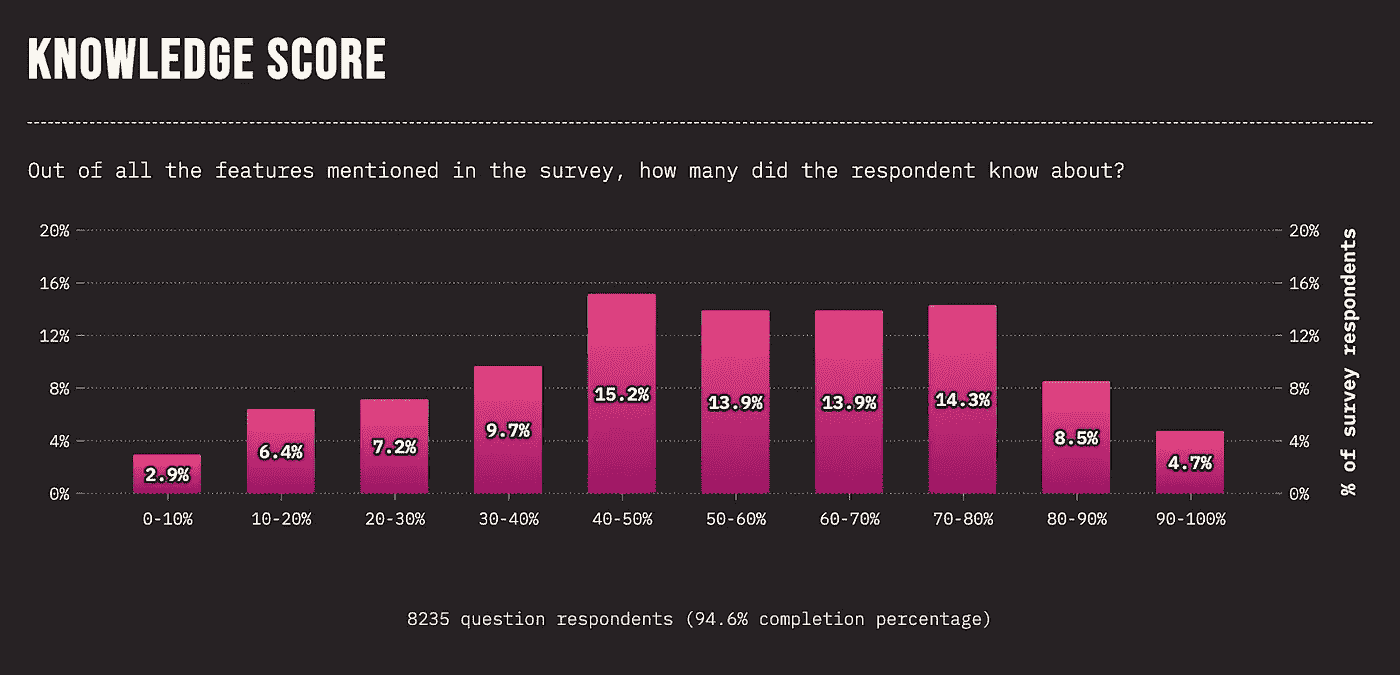 KNOWLEDGE SCORE
Out of all the features mentioned in the survey, how many did the respondent know about?
20% 20%
16% 16%
12% 12%
8% 8%
4% 4%
0% 0%
% of survey respondents
2.9% 6.4% 7.2% 9.7% 15.2% 13.9% 13.9% 14.3% 8.5% 4.7%
0-10% 10-20% 20-30% 30-40% 40-50% 50-60% 60-70% 70-80% 80-90% 90-100%
8235 question respondents (94.6% completion percentage)